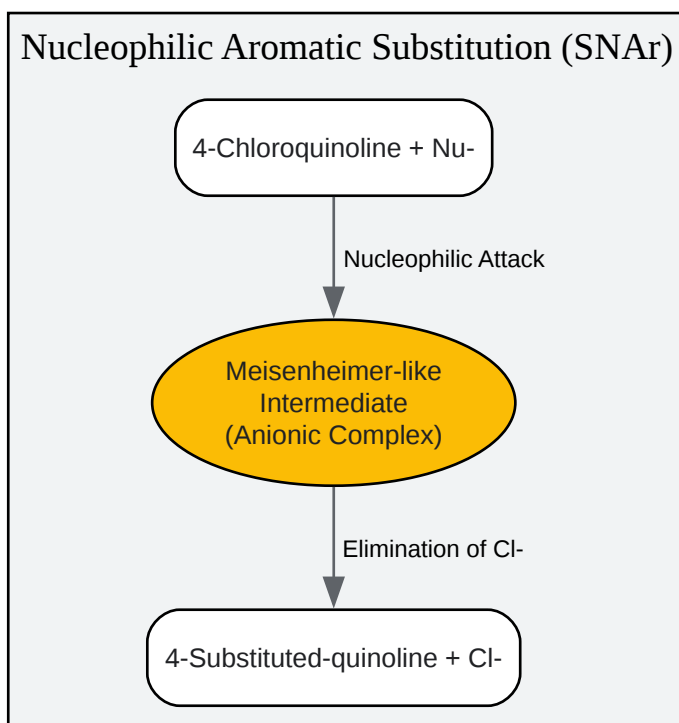 Nucleophilic Aromatic Substitution (SNAr)
4-Chloroquinoline + Nu-
Nucleophilic Attack
Meisenheimer-like
Intermediate
(Anionic Complex)
Elimination of Cl-
4-Substituted-quinoline + Cl-